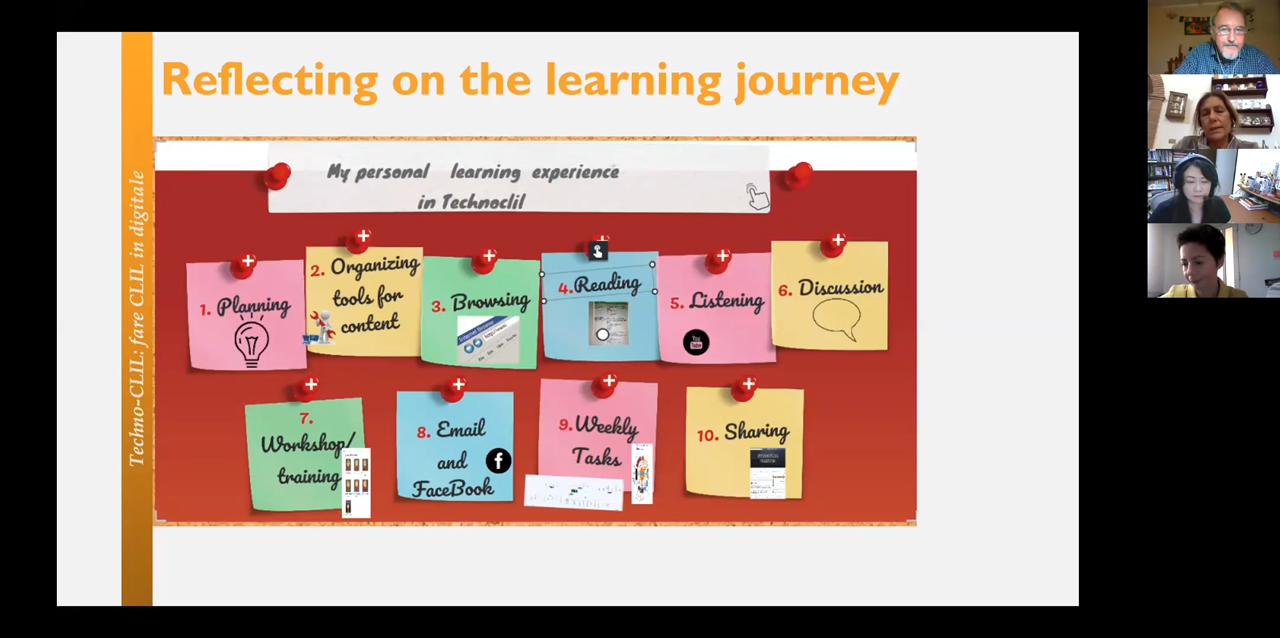 Reflecting on the learning journey
Techno-CLIL: fare CLIL in digitale
My personal learning experience
in Technoclil
1. Planning
2. Organizing
tools for
content
3. Browsing
4.Reading
5. Listening
You
Tube
6. Discussion
7.
Workshop/
training
8. Email
and
FaceBook
9.Weekly
Tasks
10. Sharing